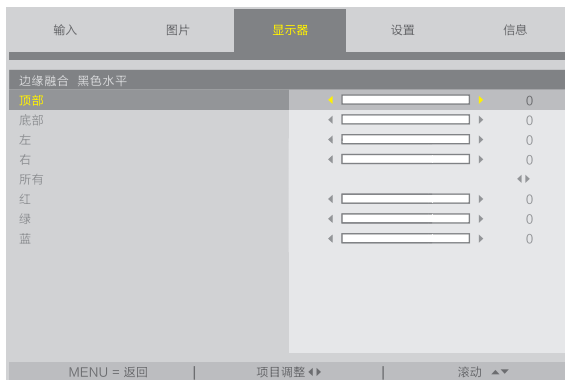 输入 图片 显示器 设置 信息
边缘融合 黑色水平
顶部 0
底部 0
左 0
右 0
所有
红 0
绿 0
蓝 0
MENU = 返回 | 项目调整 | 滚动